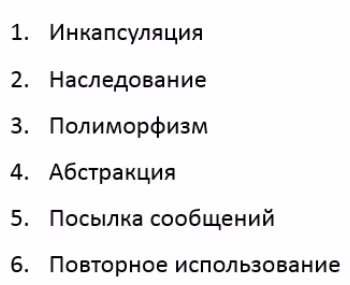 1. Инкапсуляция
2. Наследование
3. Полиморфизм
4. Абстракция
5. Посылка сообщений
6. Повторное использование